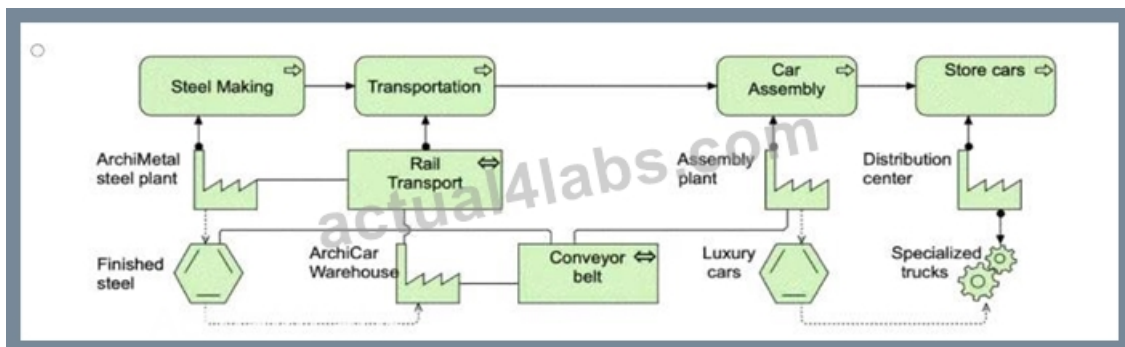 Steel Making
Transportation
Car
Assembly
Store cars
ArchiMetal
steel plant
Rail
Transport
Assembly
plant
Distribution
center
actual4labs.com
Finished
steel
ArchiCar
Warehouse
Conveyor
belt
Luxury
cars
Specialized
trucks